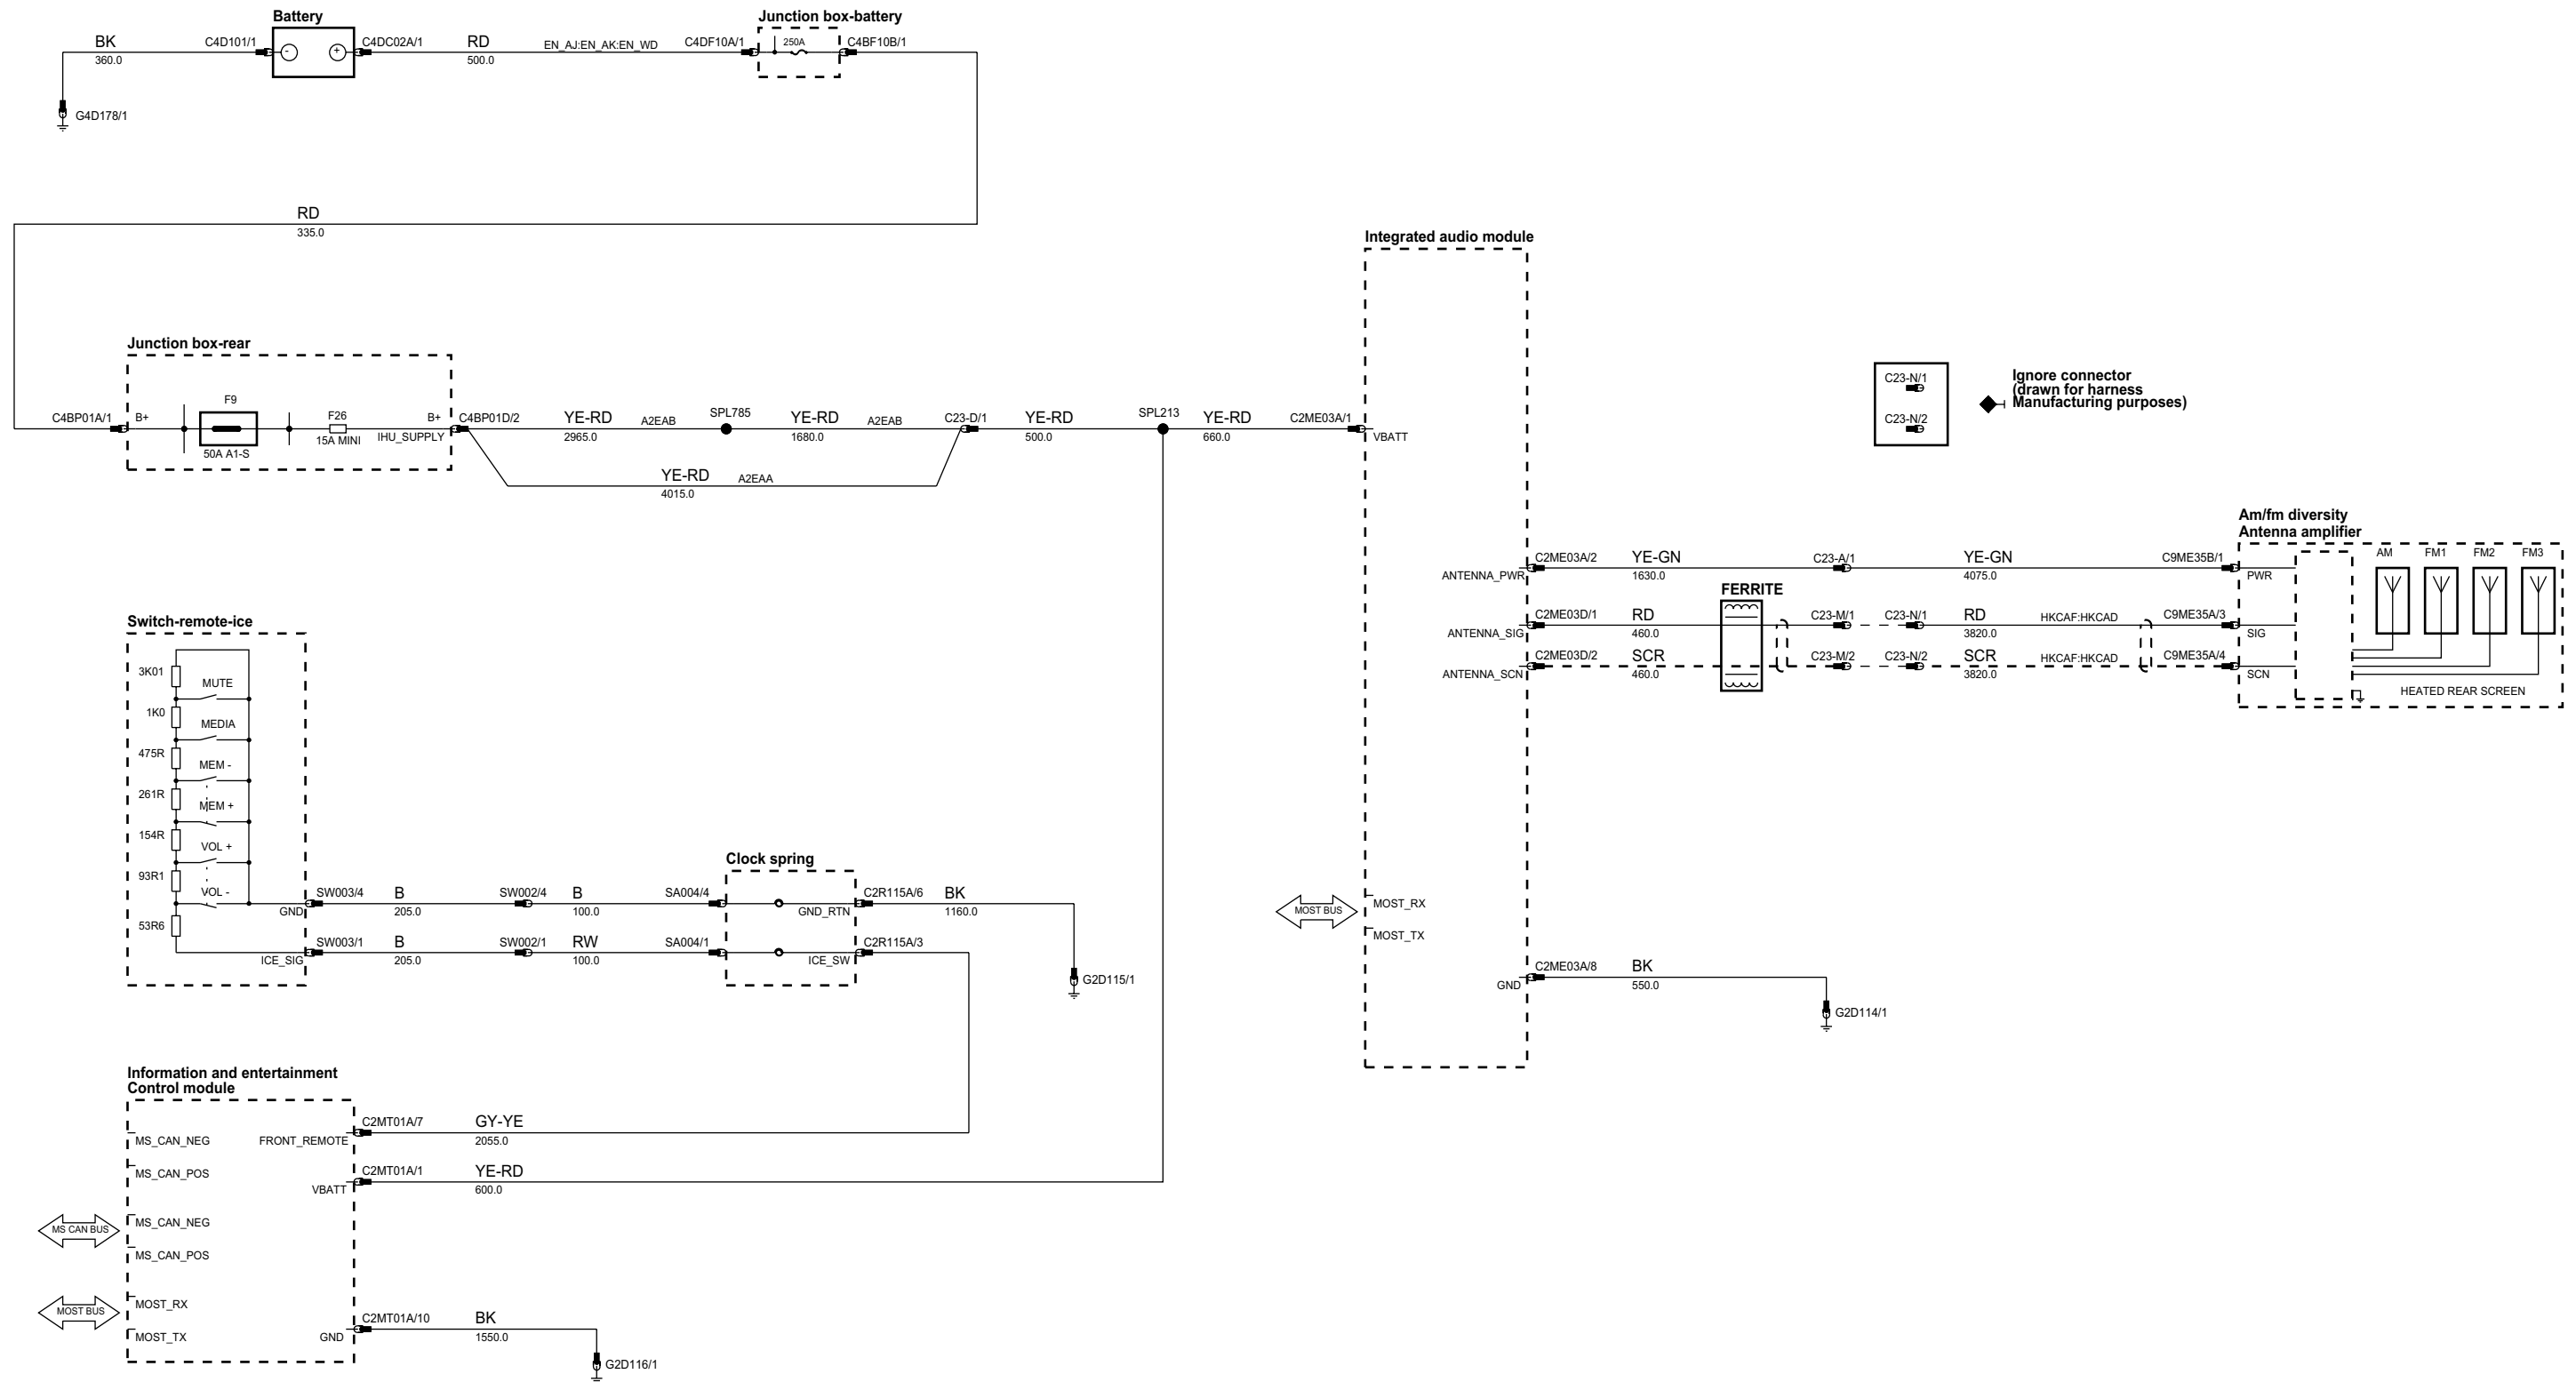 Battery
Junction box-battery
BK
360.0
C4D101/1
-
+
C4DC02A/1
RD
500.0
EN_AJ:EN_AK:EN_WD
C4DF10A/1
250A
C4BF10B/1
G4D178/1
RD
335.0
Junction box-rear
C4BP01A/1
B+
F9
50A A1-S
F26
15A MINI
B+
IHU_SUPPLY
C4BP01D/2
YE-RD
2965.0
A2EAB
SPL785
YE-RD
1680.0
A2EAB
C23-D/1
YE-RD
500.0
SPL213
YE-RD
660.0
C2ME03A/1
YE-RD
4015.0
A2EAA
Integrated audio module
VBATT
ANTENNA_PWR
ANTENNA_SIG
ANTENNA_SCN
MOST BUS
MOST_RX
MOST_TX
GND
C2ME03A/8
BK
550.0
G2D114/1
C23-N/1
C23-N/2
Ignore connector
(drawn for harness
Manufacturing purposes)
C2ME03A/2
YE-GN
1630.0
C23-A/1
YE-GN
4075.0
C9ME35B/1
FERRITE
C2ME03D/1
RD
460.0
C23-M/1
C23-N/1
RD
3820.0
HKCAF:HKCAD
C9ME35A/3
C2ME03D/2
SCR
460.0
C23-M/2
C23-N/2
SCR
3820.0
HKCAF:HKCAD
C9ME35A/4
Am/fm diversity
Antenna amplifier
AM
FM1
FM2
FM3
PWR
SIG
SCN
HEATED REAR SCREEN
Switch-remote-ice
3K01
MUTE
1K0
MEDIA
475R
MEM -
261R
MEM +
154R
VOL +
93R1
VOL -
53R6
GND
ICE_SIG
SW003/4
B
205.0
SW002/4
B
100.0
SA004/4
SW003/1
B
205.0
SW002/1
RW
100.0
SA004/1
Clock spring
GND_RTN
ICE_SW
C2R115A/6
BK
1160.0
C2R115A/3
G2D115/1
Information and entertainment
Control module
MS_CAN_NEG
FRONT_REMOTE
C2MT01A/7
GY-YE
2055.0
MS_CAN_POS
VBATT
C2MT01A/1
YE-RD
600.0
MS CAN BUS
MS_CAN_NEG
MS_CAN_POS
MOST BUS
MOST_RX
MOST_TX
GND
C2MT01A/10
BK
1550.0
G2D116/1